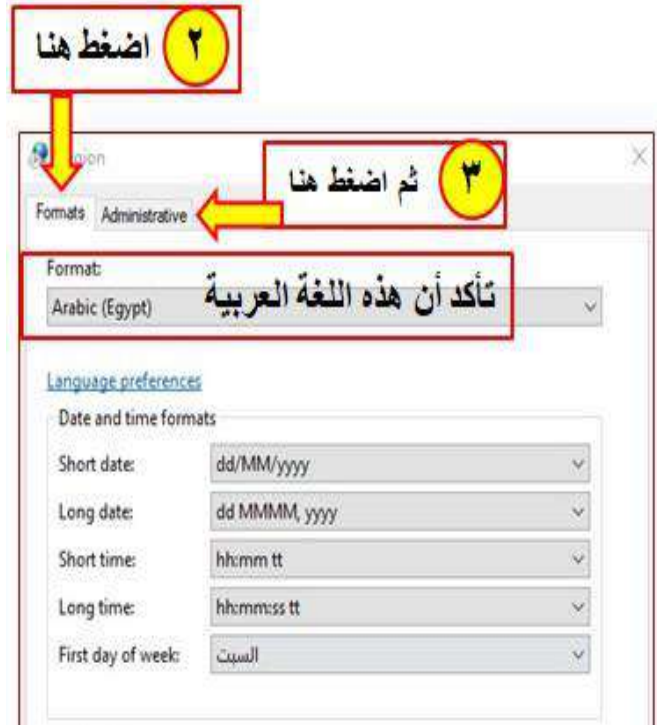 ٢ اضغط هنا
Region
٣ ثم اضغط هنا
Formats Administrative
Format:
Arabic (Egypt)
تأكد أن هذه اللغة العربية
Language preferences
Date and time formats
Short date: dd/MM/yyyy
Long date: dd MMMM, yyyy
Short time: hh:mm tt
Long time: hh:mm:ss tt
First day of week: السبت